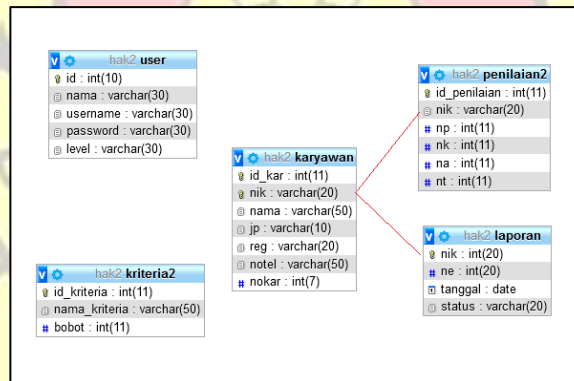 hak2 user
id : int(10)
nama : varchar(30)
username : varchar(30)
password : varchar(30)
level : varchar(30)
hak2 penilaian2
id_penilaian : int(11)
nik : varchar(20)
np : int(11)
nk : int(11)
na : int(11)
nt : int(11)
hak2 karyawan
id_kar : int(11)
nik : varchar(20)
nama : varchar(50)
jp : varchar(10)
reg : varchar(20)
notel : varchar(50)
nokar : int(7)
hak2 laporan
nik : int(20)
ne : int(20)
tanggal : date
status : varchar(20)
hak2 kriteria2
id_kriteria : int(11)
nama_kriteria : varchar(50)
bobot : int(11)